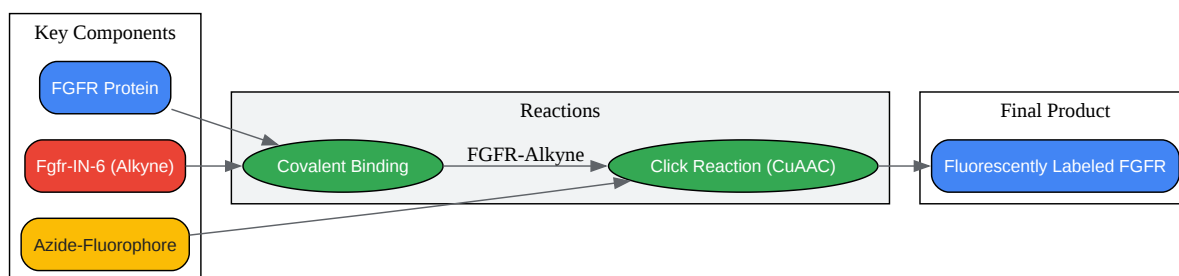 Key Components
FGFR Protein
Fgfr-IN-6 (Alkyne)
Azide-Fluorophore
Reactions
Covalent Binding
FGFR-Alkyne
Click Reaction (CuAAC)
Final Product
Fluorescently Labeled FGFR